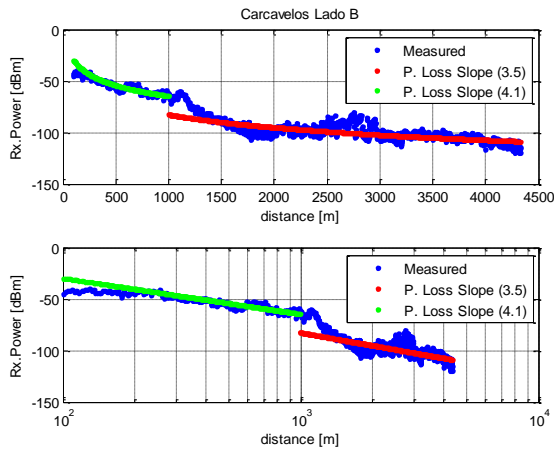 Carcavelos Lado B
0
-50
-100
-150
Rx.Power [dBm]
Measured
P. Loss Slope (3.5)
P. Loss Slope (4.1)
0 500 1000 1500 2000 2500 3000 3500 4000 4500
distance [m]
0
-50
-100
-150
Rx.Power [dBm]
Measured
P. Loss Slope (3.5)
P. Loss Slope (4.1)
10² 10³ 10⁴
distance [m]